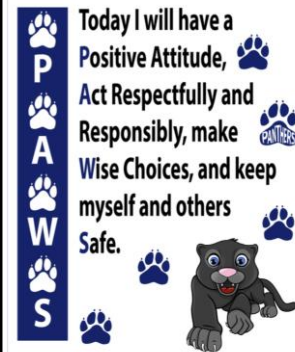 P
A
W
S
Today I will have a
Positive Attitude,
Act Respectfully and
Responsibly, make
Wise Choices, and keep
myself and others
Safe.
PANTHERS